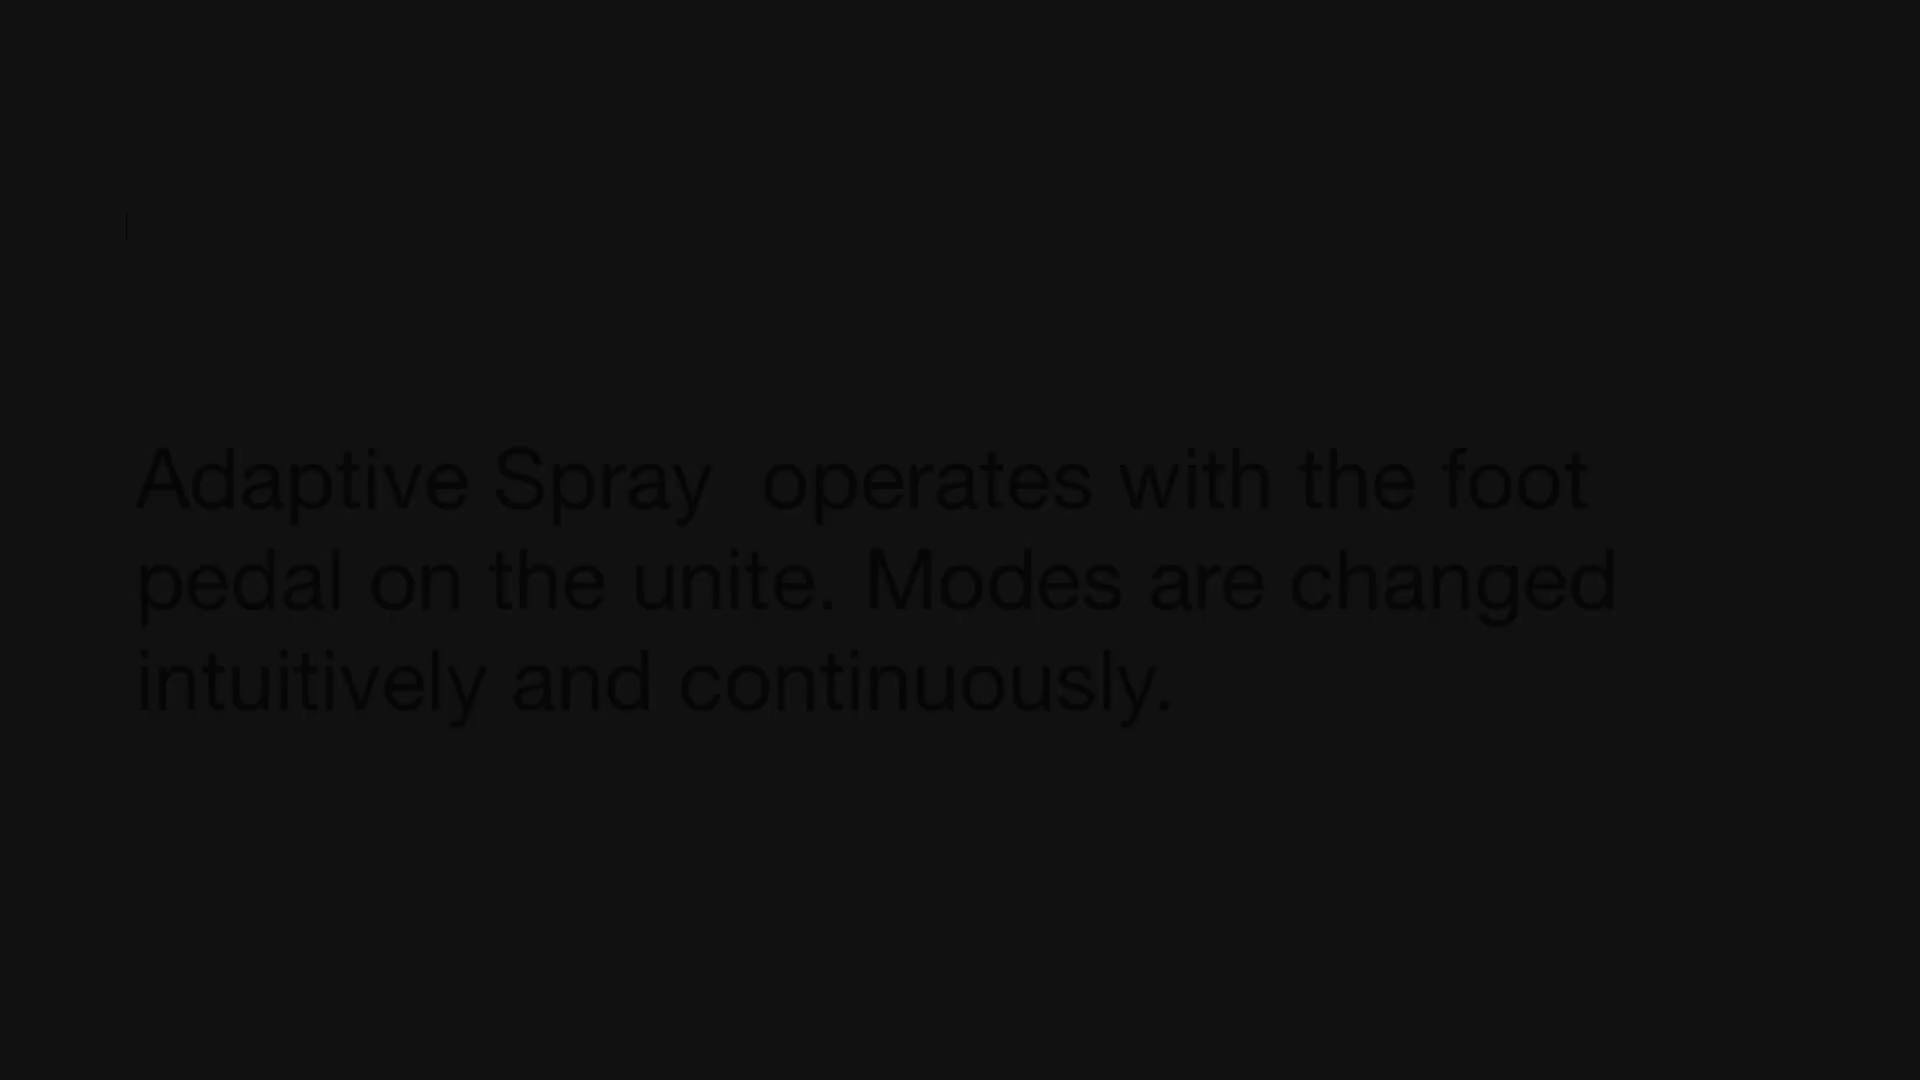 Adaptive Spray  operates with the foot
pedal on the unite. Modes are changed
intuitively and continuously.